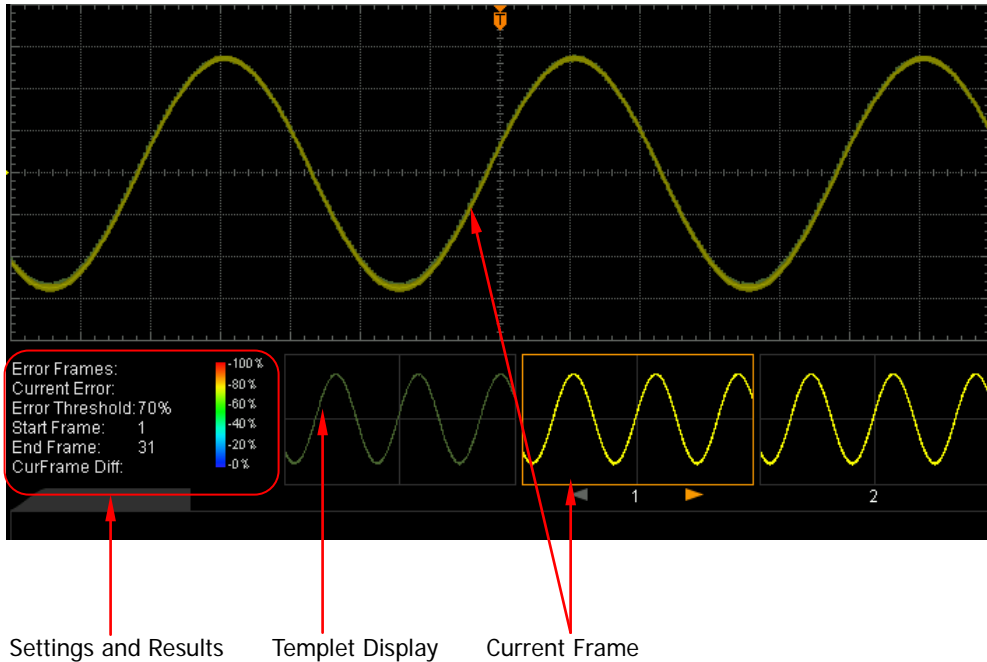 T
Error Frames:
Current Error:
Error Threshold: 70%
Start Frame: 1
End Frame: 31
CurFrame Diff:
-100%
-80%
-60%
-40%
-20%
-0%
1
2
Settings and Results
Templet Display
Current Frame